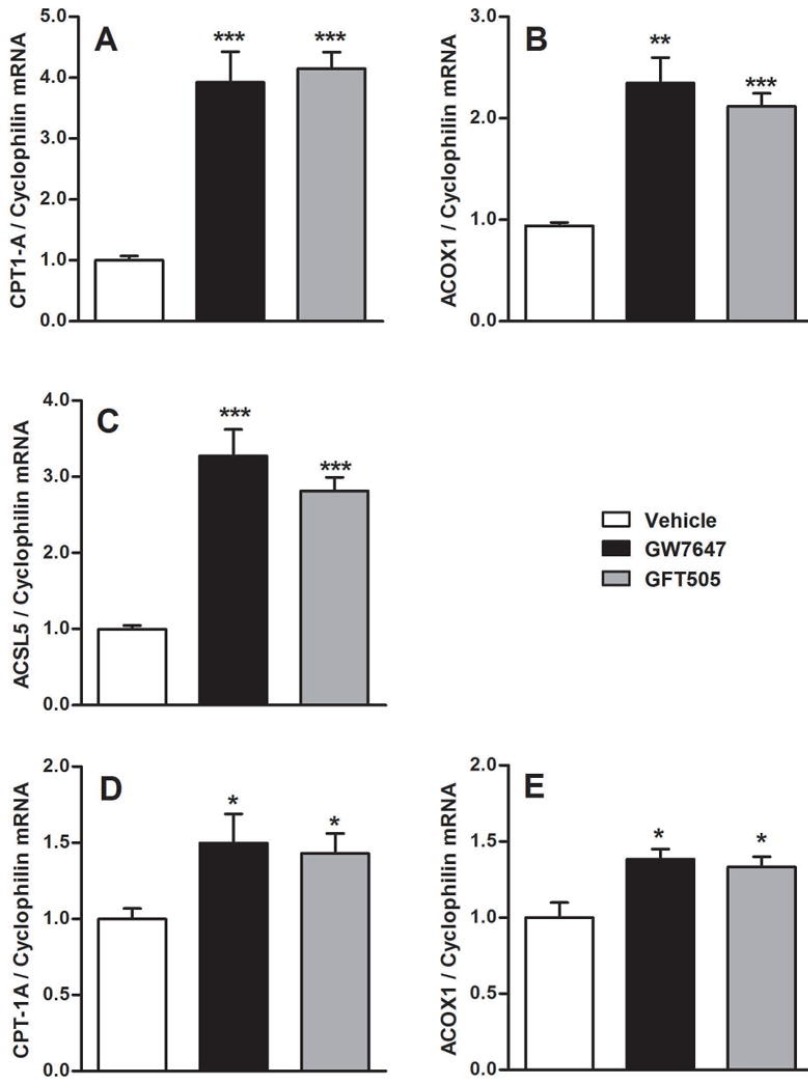 A
CPT1-A / Cyclophilin mRNA
5.0
4.0
3.0
2.0
1.0
0.0
***
***
B
ACOX1 / Cyclophilin mRNA
3.0
2.0
1.0
0.0
**
***
C
ACSL5 / Cyclophilin mRNA
4.0
3.0
2.0
1.0
0.0
***
***
Vehicle
GW7647
GFT505
D
CPT-1A / Cyclophilin mRNA
2.0
1.5
1.0
0.5
0.0
*
*
E
ACOX1 / Cyclophilin mRNA
2.0
1.5
1.0
0.5
0.0
*
*